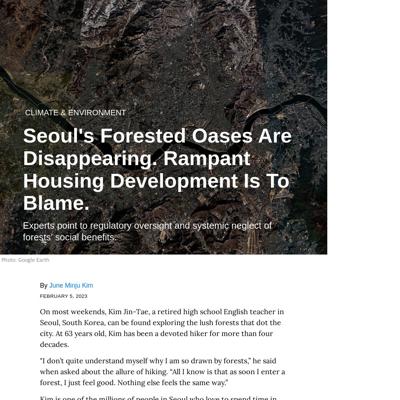 CLIMATE & ENVIRONMENT
Seoul's Forested Oases Are
Disappearing. Rampant
Housing Development Is To
Blame.
Experts point to regulatory oversight and systemic neglect of
forests' social benefits.
Photo: Google Earth
By June Minju Kim
FEBRUARY 5, 2023
On most weekends, Kim Jin-Tae, a retired high school English teacher in
Seoul, South Korea, can be found exploring the lush forests that dot the
city. At 63 years old, Kim has been a devoted hiker for more than four
decades.
"I don't quite understand myself why I am so drawn by forests," he said
when asked about the allure of hiking. "All I know is that as soon as I enter a
forest, I just feel good. Nothing else feels the same way."
Kim is one of the millions of people in Seoul who love to spend time in